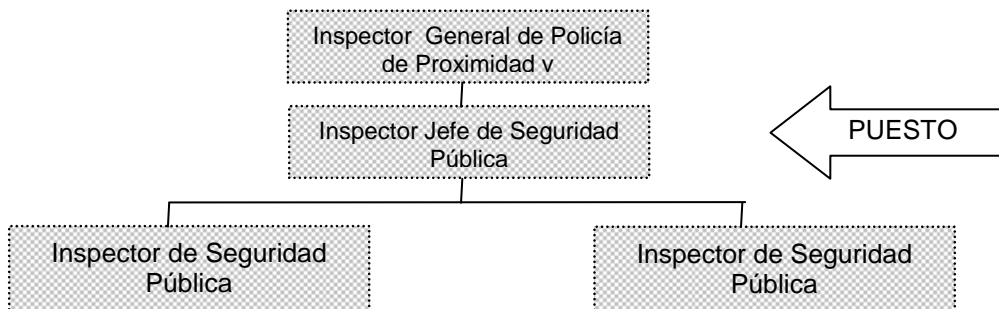 Inspector General de Policía
de Proximidad v
Inspector Jefe de Seguridad
Pública
PUESTO
Inspector de Seguridad
Pública
Inspector de Seguridad
Pública